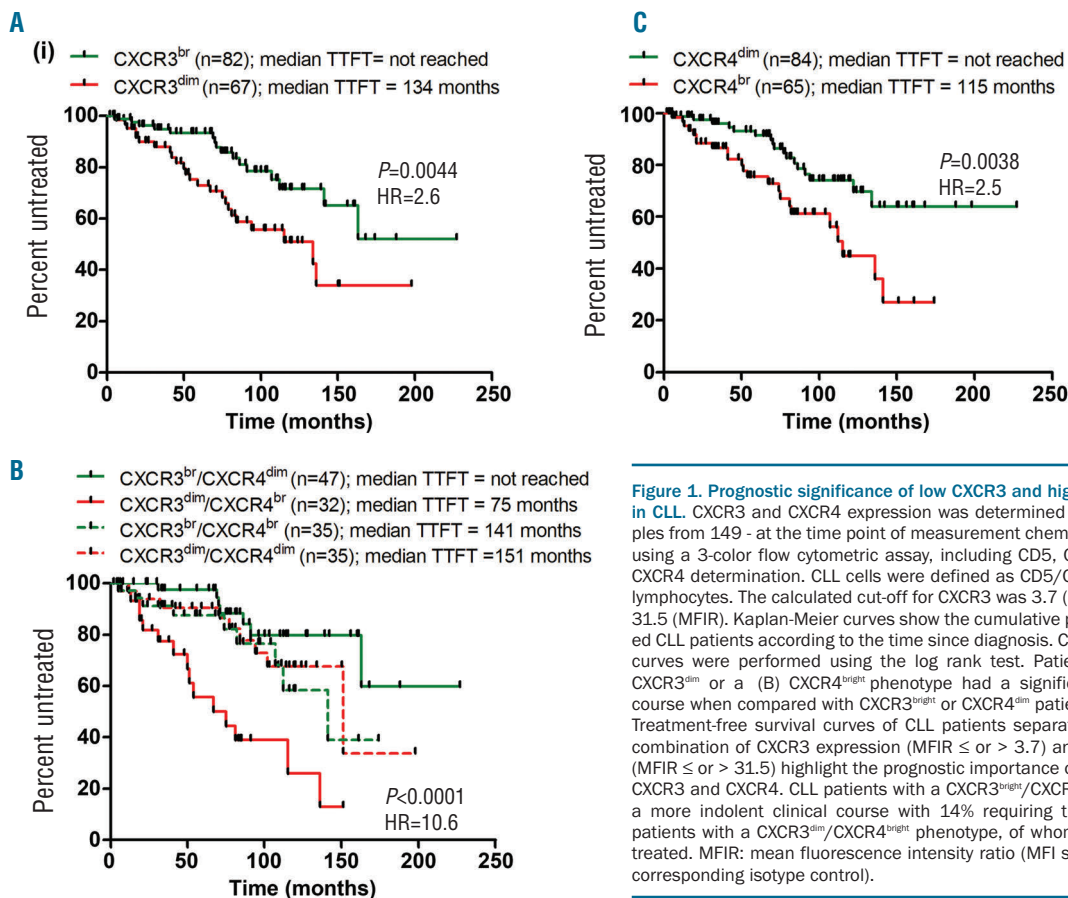 A
(i)
CXCR3br (n=82); median TTFT= not reached
CXCR3dim (n=67); median TTFT = 134 months
100
80
60
40
20
0
Percent untreated
P=0.0044
HR=2.6
0 50 100 150 200 250
Time (months)
C
CXCR4dim (n=84); median TTFT = not reached
CXCR4br (n=65); median TTFT = 115 months
100
80
60
40
20
0
Percent untreated
P=0.0038
HR=2.5
0 50 100 150 200 250
Time (months)
B
CXCR3br/CXCR4dim (n=47); median TTFT = not reached
CXCR3dim/CXCR4br (n=32); median TTFT = 75 months
CXCR3br/CXCR4br (n=35); median TTFT = 141 months
CXCR3dim/CXCR4dim (n=35); median TTFT =151 months
100
80
60
40
20
0
Percent untreated
P<0.0001
HR=10.6
0 50 100 150 200 250
Time (months)
Figure 1. Prognostic significance of low CXCR3 and hig
in CLL. CXCR3 and CXCR4 expression was determined
ples from 149 - at the time point of measurement chem
using a 3-color flow cytometric assay, including CD5, C
CXCR4 determination. CLL cells were defined as CD5/C
lymphocytes. The calculated cut-off for CXCR3 was 3.7 (
31.5 (MFIR). Kaplan-Meier curves show the cumulative p
ed CLL patients according to the time since diagnosis. C
curves were performed using the log rank test. Patie
CXCR3dim or a (B) CXCR4bright phenotype had a signific
course when compared with CXCR3bright or CXCR4dim patie
Treatment-free survival curves of CLL patients separat
combination of CXCR3 expression (MFIR ≤ or > 3.7) an
(MFIR ≤ or > 31.5) highlight the prognostic importance o
CXCR3 and CXCR4. CLL patients with a CXCR3bright/CXCR
a more indolent clinical course with 14% requiring t
patients with a CXCR3dim/CXCR4bright phenotype, of whom
treated. MFIR: mean fluorescence intensity ratio (MFI s
corresponding isotype control).